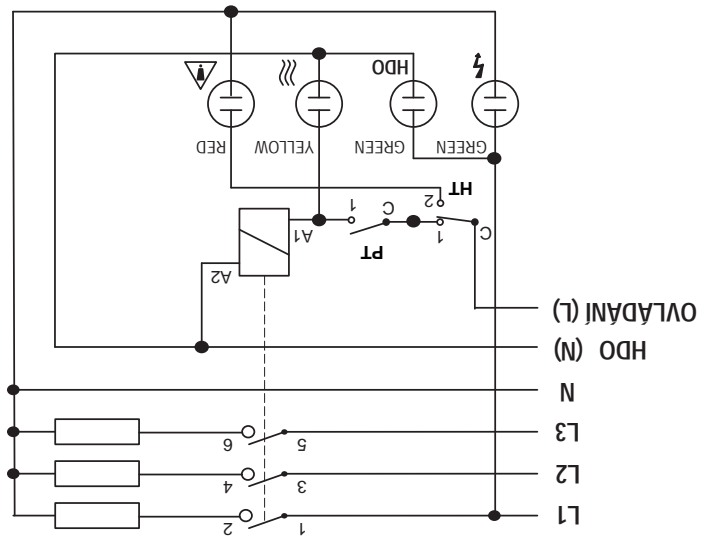 L1 1 2
L2 3 4
L3 5 6
N
HDO (N)
OVLÁDÁNÍ (L)
A2
PT
C 1 A1
C 1
2
HT
GREEN GREEN YELLOW RED
HDO